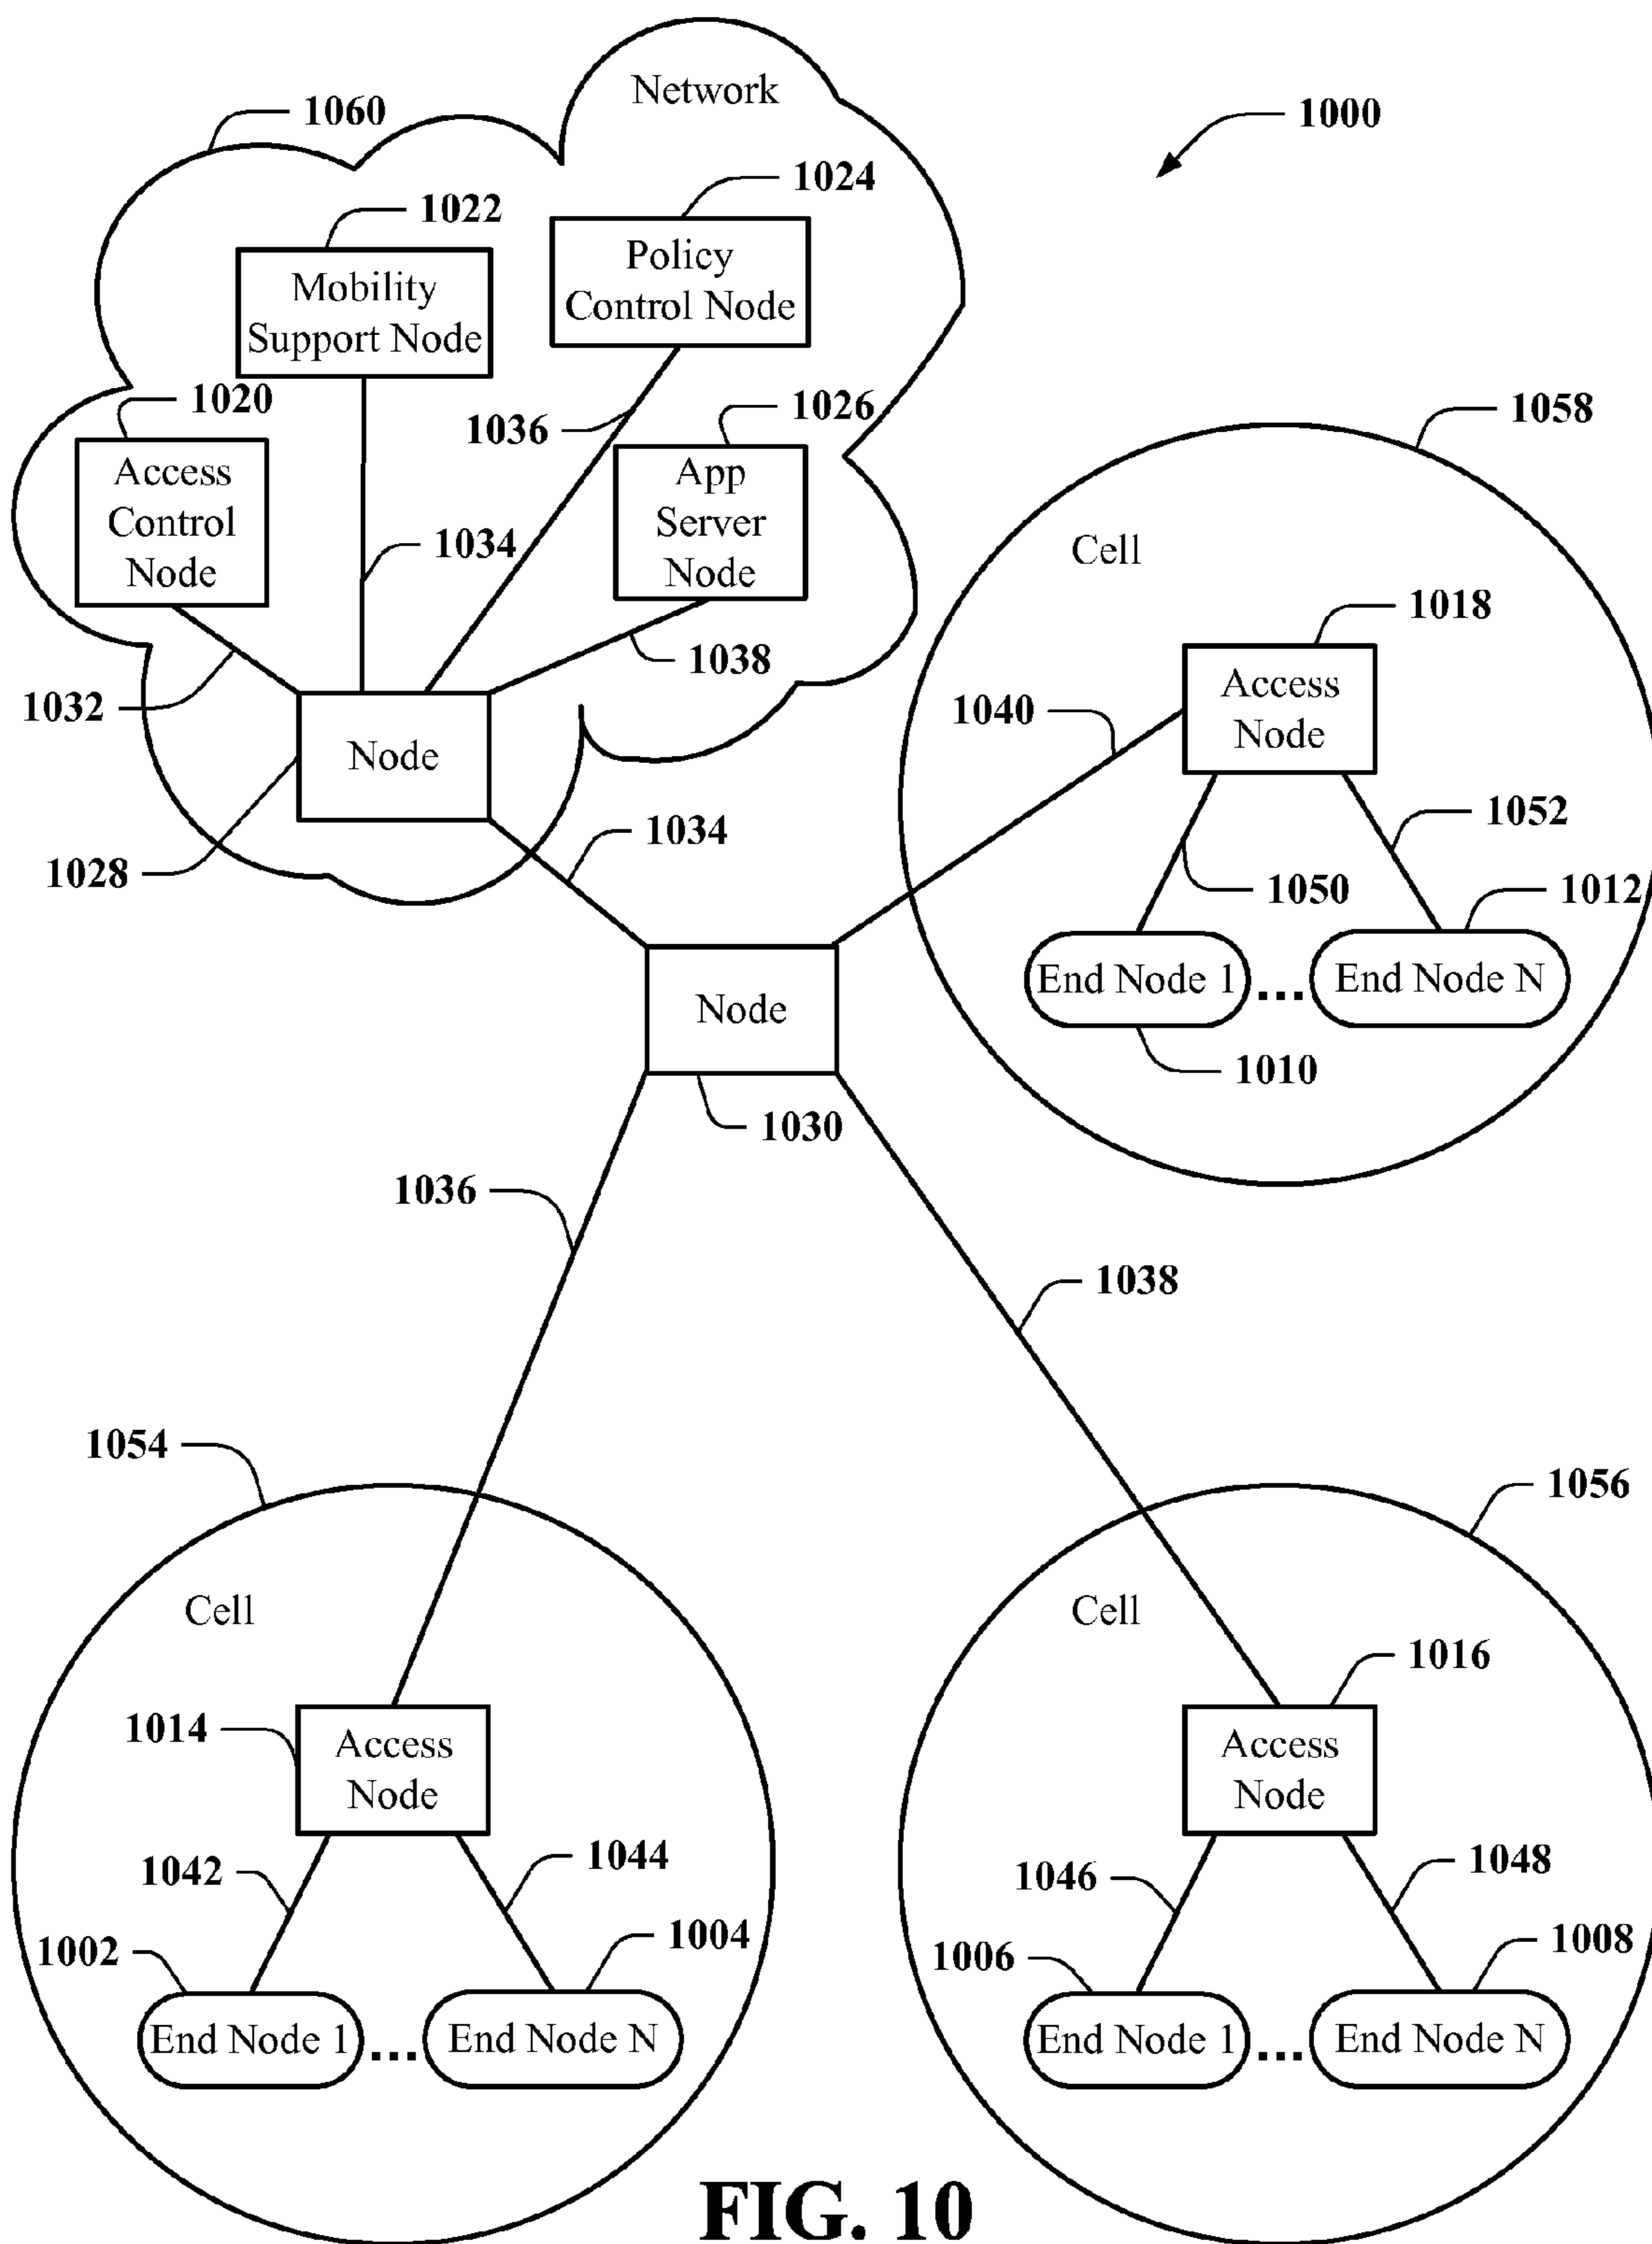 Network
1060
1000
1024
1022
Policy
Control Node
Mobility
Support Node
1020
1026
1036
1058
Access
Control
Node
App
Server
Node
1034
Cell
1018
1038
1032
1040
Access
Node
Node
1034
1052
1028
1050
1012
End Node 1
...
End Node N
Node
1010
1030
1036
1038
1054
1056
Cell
Cell
1016
1014
Access
Node
Access
Node
1042
1044
1046
1048
1002
1004
1006
1008
End Node 1
...
End Node N
End Node 1
...
End Node N
FIG. 10